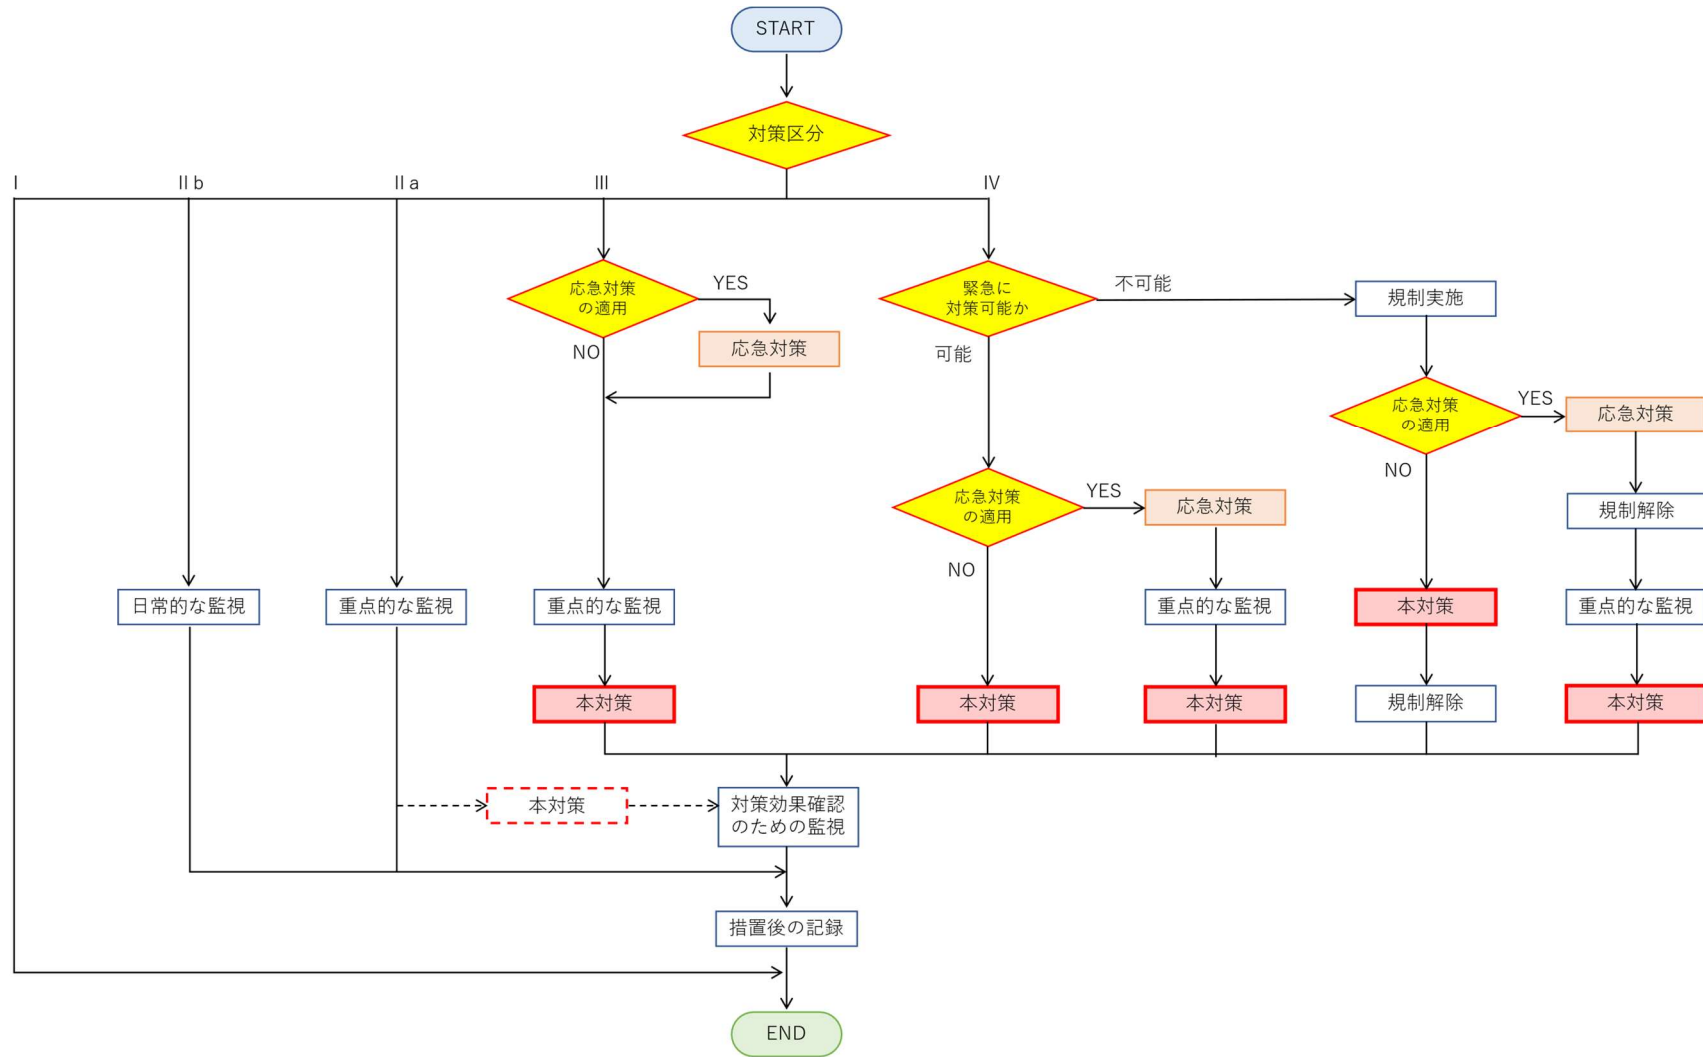 START
対策区分
I
II b
II a
III
IV
応急対策
の適用
YES
NO
応急対策
緊急に
対策可能か
不可能
可能
規制実施
応急対策
の適用
YES
NO
応急対策
規制解除
応急対策
の適用
YES
NO
応急対策
日常的な監視
重点的な監視
重点的な監視
重点的な監視
本対策
重点的な監視
本対策
本対策
本対策
規制解除
本対策
本対策
対策効果確認
のための監視
措置後の記録
END